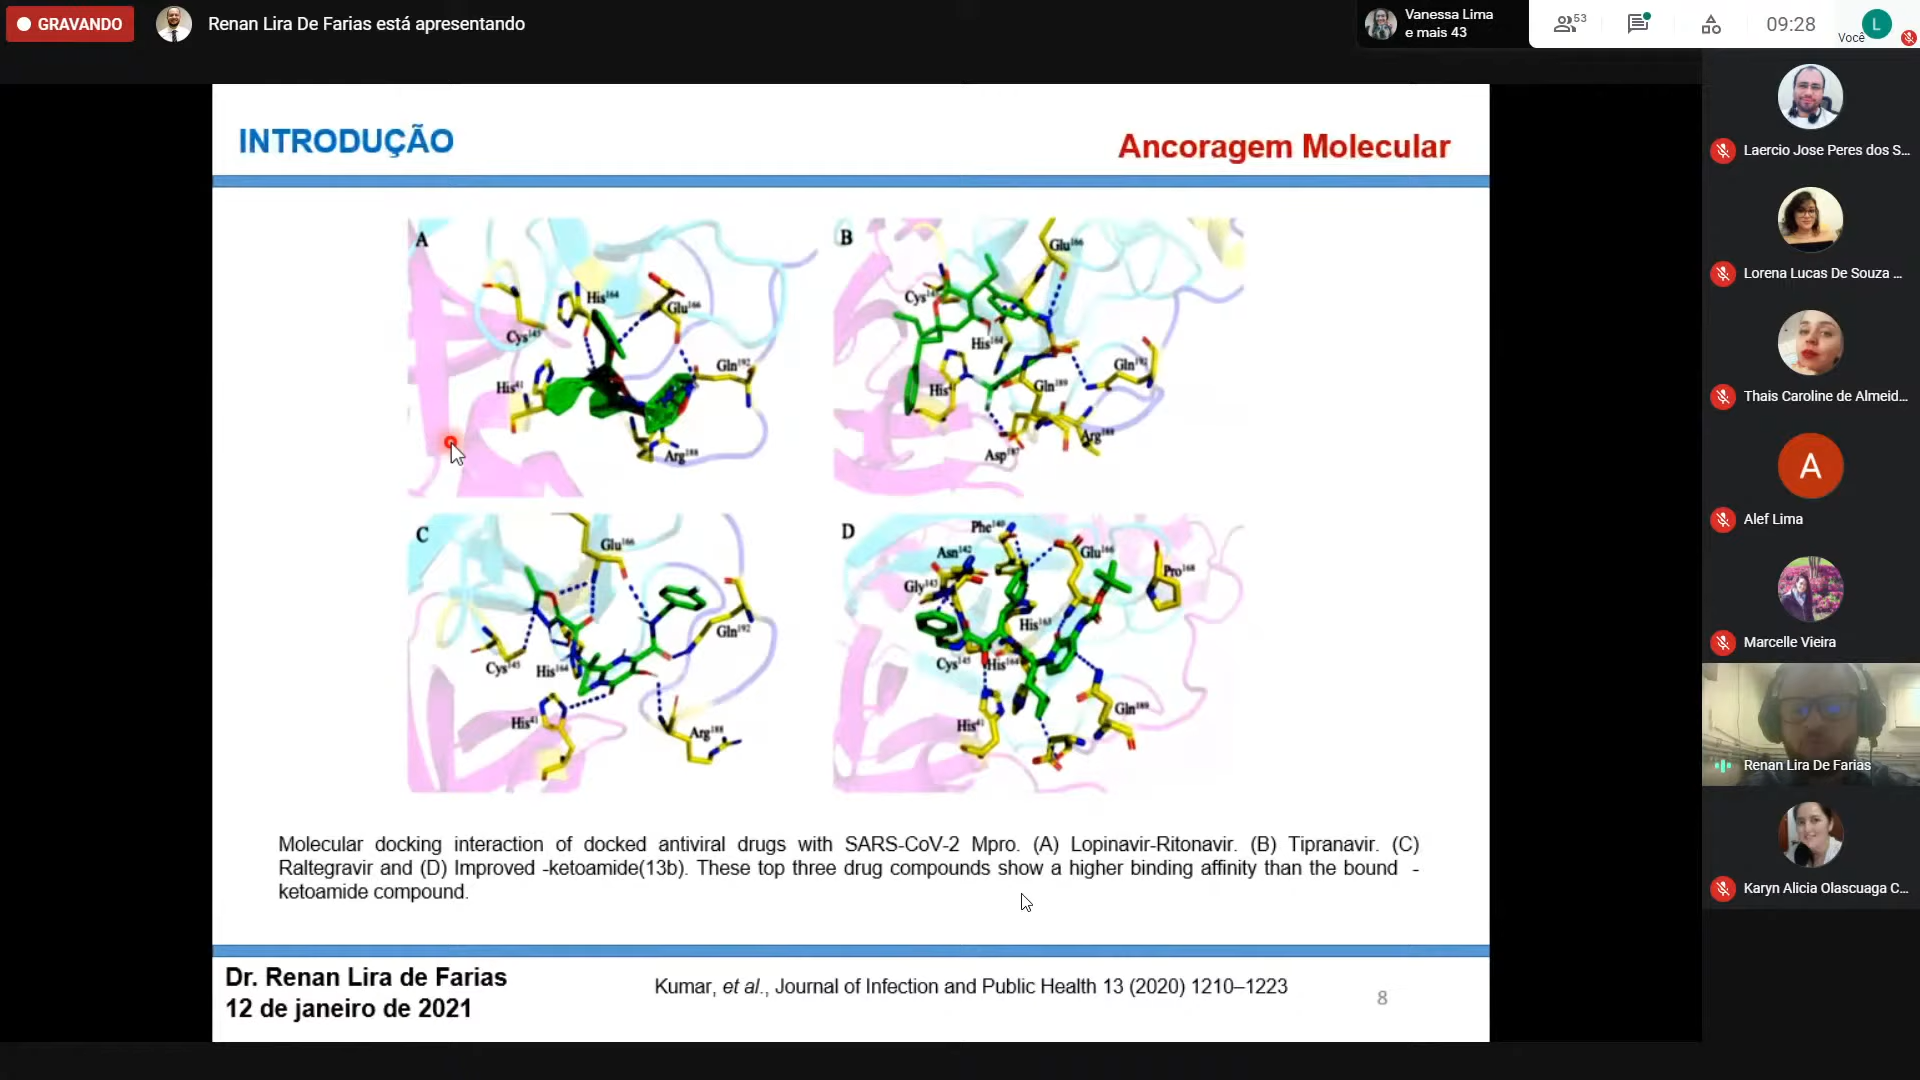 GRAVANDO
Renan Lira De Farias está apresentando
Vanessa Lima
e mais 43
53
09:28
Você
L
INTRODUÇÃO
Ancoragem Molecular
A
His164
Glu166
Cys145
Gln192
His41
Arg188
B
Glu166
Cys145
His164
Gln192
His41
Gln189
Arg188
Asp187
C
Glu166
Gln192
Cys145
His164
His41
Arg188
D
Phe140
Asn142
Glu166
Pro168
Gly143
His163
Cys145
His164
Gln189
His41
Molecular docking interaction of docked antiviral drugs with SARS-CoV-2 Mpro. (A) Lopinavir-Ritonavir. (B) Tipranavir. (C)
Raltegravir and (D) Improved -ketoamide(13b). These top three drug compounds show a higher binding affinity than the bound -
ketoamide compound.
Dr. Renan Lira de Farias
12 de janeiro de 2021
Kumar, et al., Journal of Infection and Public Health 13 (2020) 1210–1223
8
Laercio Jose Peres dos S...
Lorena Lucas De Souza ...
Thais Caroline de Almeid...
A
Alef Lima
Marcelle Vieira
Renan Lira De Farias
Karyn Alicia Olascuaga C...